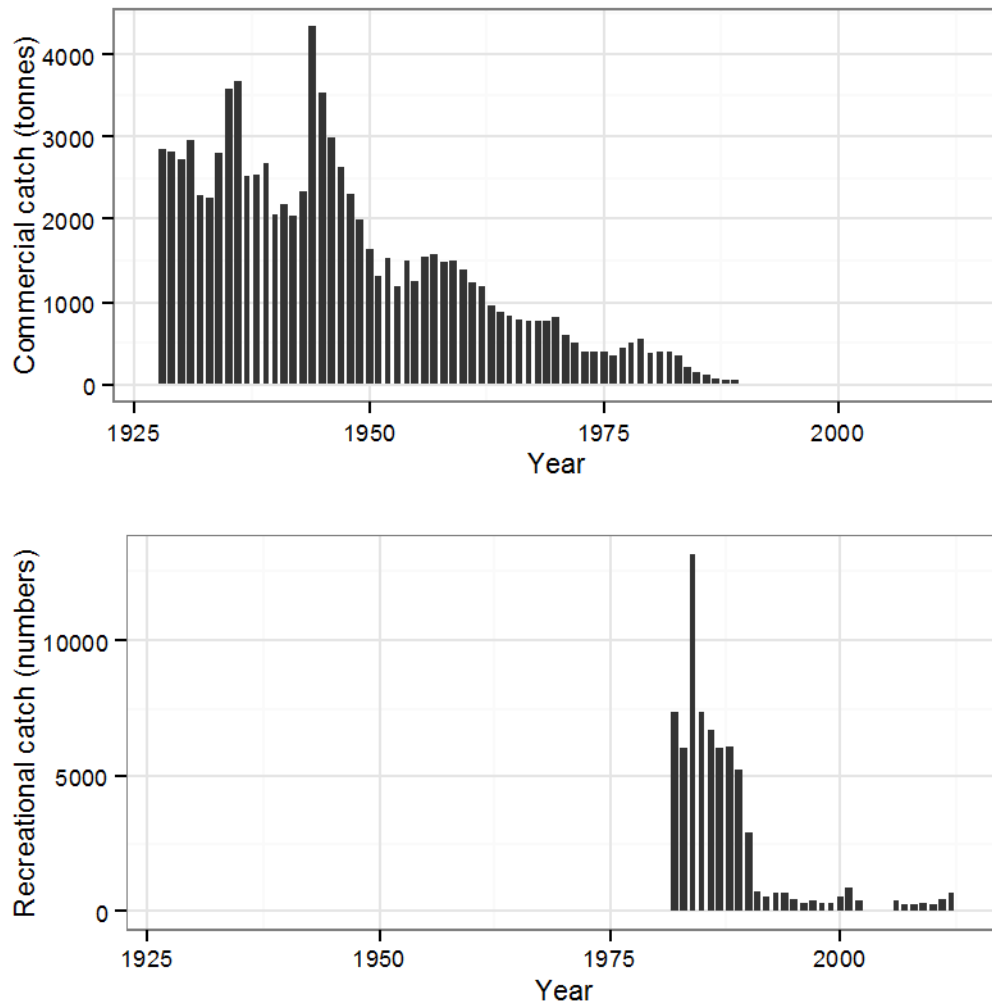 Commercial catch (tonnes)
4000
3000
2000
1000
0
1925 1950 1975 2000
Year
Recreational catch (numbers)
10000
5000
0
1925 1950 1975 2000
Year